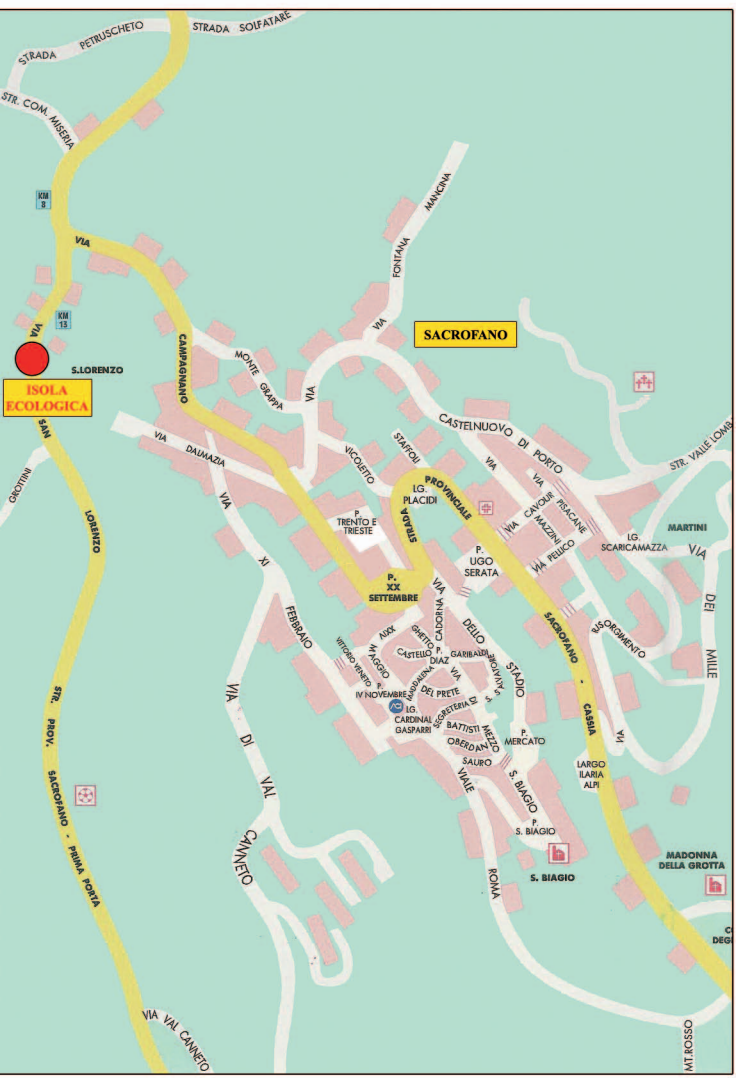 STRADA PETRUSCHETO
STRADA SOLFATARE
STR. COM. MISERIA
KM
8
VIA
KM
13
VIA
S.LORENZO
ISOLA
ECOLOGICA
SAN
LORENZO
GROTTINI
STR. PROV.
SACROFANO - PRIMA PORTA
VIA VAL CANNETO
CAMPAGNANO
MONTE
GRAPPA
VIA
FONTANA
MANCINA
VIA
SACROFANO
VIA
DALMAZIA
VICOLETTO
STAFFOLI
CASTELNUOVO DI PORTO
STR. VALLE LOMB
LG.
PLACIDI
STRADA
PROVINCIALE
P.
TRENTO E
TRIESTE
VIA
CAVOUR
VIA
MAZZINI
VIA
PISACANE
VIA PELLICO
LG.
SCARICAMAZZA
MARTINI
VIA
DEI
MILLE
P.
UGO
SERATA
P.
XX
SETTEMBRE
VIA
XI
FEBBRAIO
VIA
CADORNA
DELLO
STADIO
SALVATORE
S.
RISORGIMENTO
VIA
SACROFANO - CASSIA
XXIV
MAGGIO
GHETTO
CASTELLO
P.
DIAZ
GARIBALDI
VITTORIO VENETO
P.
IV NOVEMBRE
MADDALENA
VIA
DEI PRETE
S.
SEGRETERIA DI
LG.
CARDINAL
GASPARRI
BATTISTI
MEZZO
OBERDAN
SAURO
P.
MERCATO
LARGO
ILARIA
ALPI
VIA
DI
VAL
CANNETO
VIALE
ROMA
S. BIAGIO
P.
S. BIAGIO
S. BIAGIO
MADONNA
DELLA GROTTA
DEG
MT.ROSSO